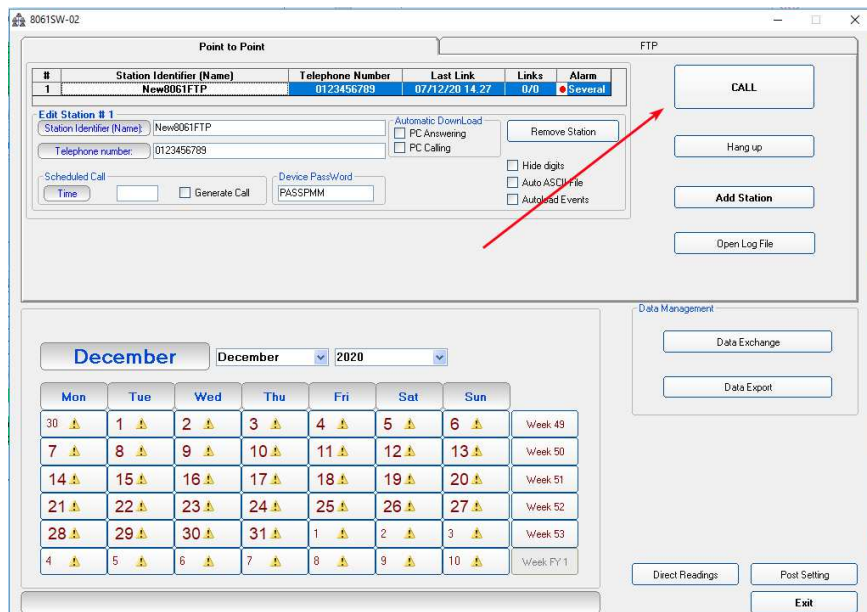 8061SW-02
Point to Point FTP
# Station Identifier (Name) Telephone Number Last Link Links Alarm
1 New8061FTP 0123456789 07/12/20 14.27 0/0 Several
CALL
Edit Station # 1
Station Identifier (Name): New8061FTP
Telephone number: 0123456789
Automatic DownLoad
PC Answering
PC Calling
Remove Station
Hang up
Scheduled Call
Time
Generate Call
Device PassWord
PASSPMM
Hide digits
Auto ASCII File
Autoload Events
Add Station
Open Log File
December December 2020
Mon Tue Wed Thu Fri Sat Sun
30 1 2 3 4 5 6 Week 49
7 8 9 10 11 12 13 Week 50
14 15 16 17 18 19 20 Week 51
21 22 23 24 25 26 27 Week 52
28 29 30 31 1 2 3 Week 53
4 5 6 7 8 9 10 Week FY 1
Data Management
Data Exchange
Data Export
Direct Readings Post Setting
Exit